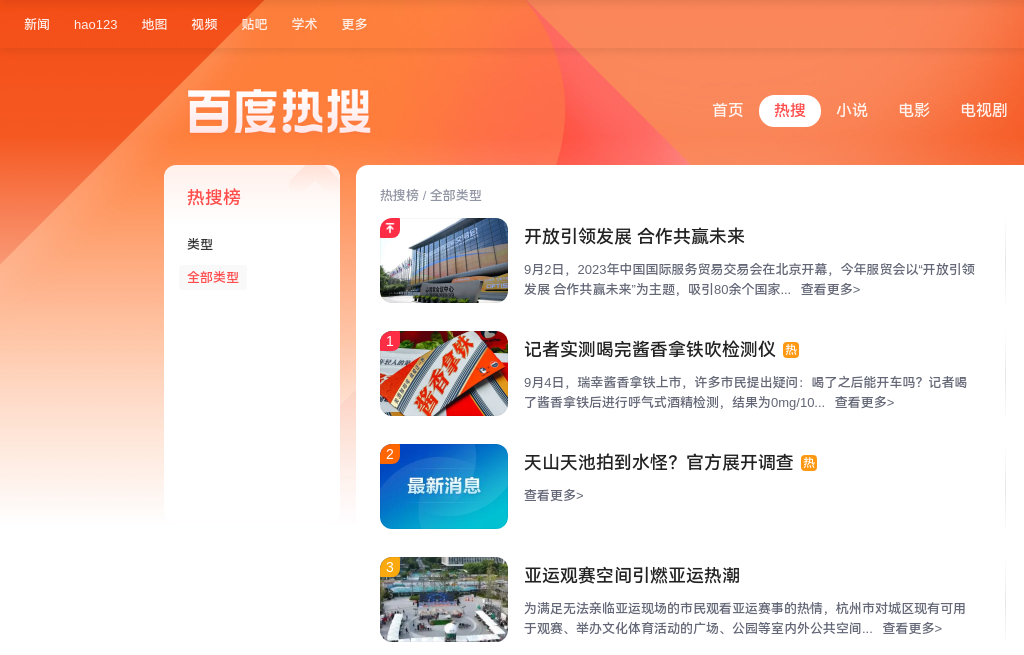 新闻 hao123 地图 视频 贴吧 学术 更多
百度热搜
首页 热搜 小说 电影 电视剧
热搜榜
类型
全部类型
热搜榜 / 全部类型
开放引领发展 合作共赢未来
9月2日，2023年中国国际服务贸易交易会在北京开幕，今年服贸会以“开放引领
发展 合作共赢未来”为主题，吸引80余个国家... 查看更多>
1
酱香拿铁
记者实测喝完酱香拿铁吹检测仪 热
9月4日，瑞幸酱香拿铁上市，许多市民提出疑问：喝了之后能开车吗？记者喝
了酱香拿铁后进行呼气式酒精检测，结果为0mg/10... 查看更多>
2
最新消息
天山天池拍到水怪？官方展开调查 热
查看更多>
3
亚运观赛空间引燃亚运热潮
为满足无法亲临亚运现场的市民观看亚运赛事的热情，杭州市对城区现有可用
于观赛、举办文化体育活动的广场、公园等室内外公共空间... 查看更多>